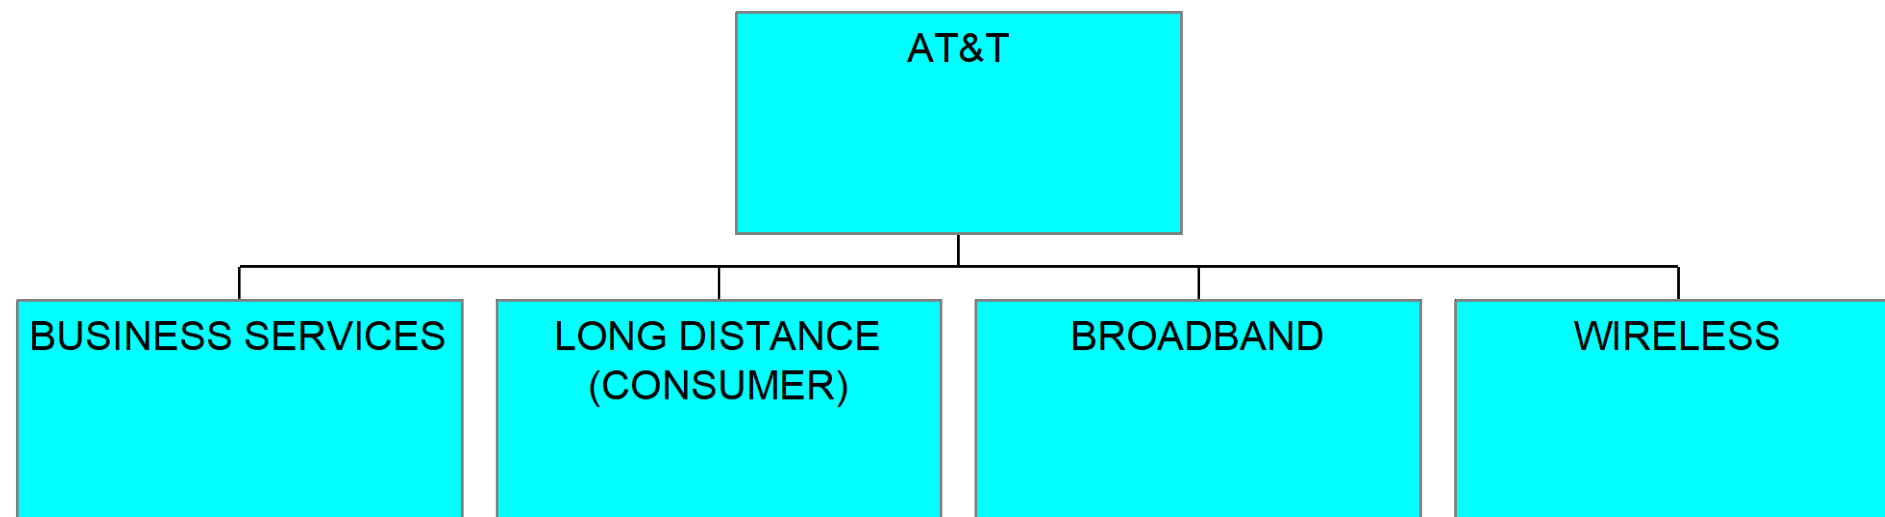 AT&T
BUSINESS SERVICES
LONG DISTANCE
(CONSUMER)
BROADBAND
WIRELESS